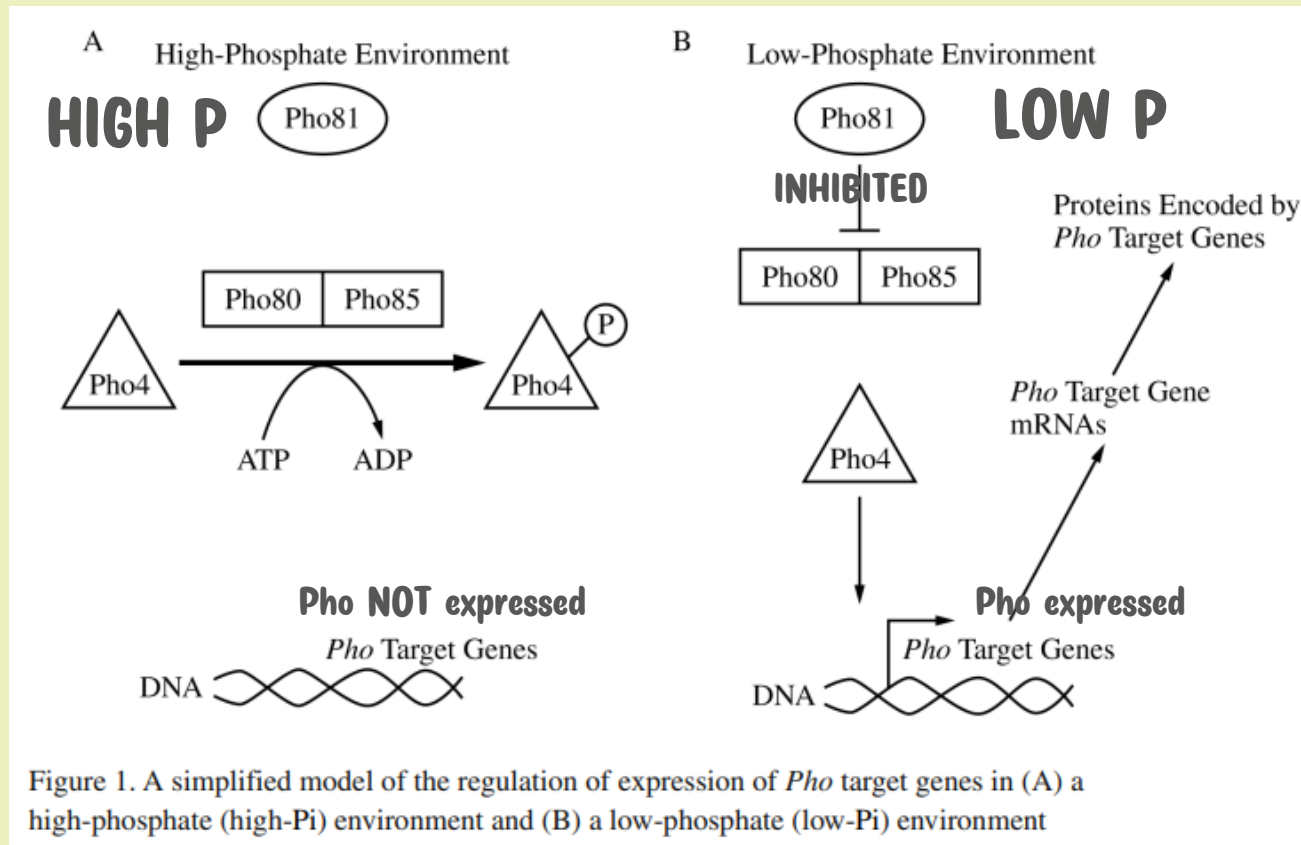 A
High-Phosphate Environment
HIGH P
Pho81
Pho80
Pho85
Pho4
Pho4
P
ATP
ADP
Pho NOT expressed
Pho Target Genes
DNA
B
Low-Phosphate Environment
Pho81
LOW P
INHIBITED
Proteins Encoded by
Pho Target Genes
Pho80
Pho85
Pho Target Gene
mRNAs
Pho4
Pho expressed
Pho Target Genes
DNA
Figure 1. A simplified model of the regulation of expression of Pho target genes in (A) a
high-phosphate (high-Pi) environment and (B) a low-phosphate (low-Pi) environment